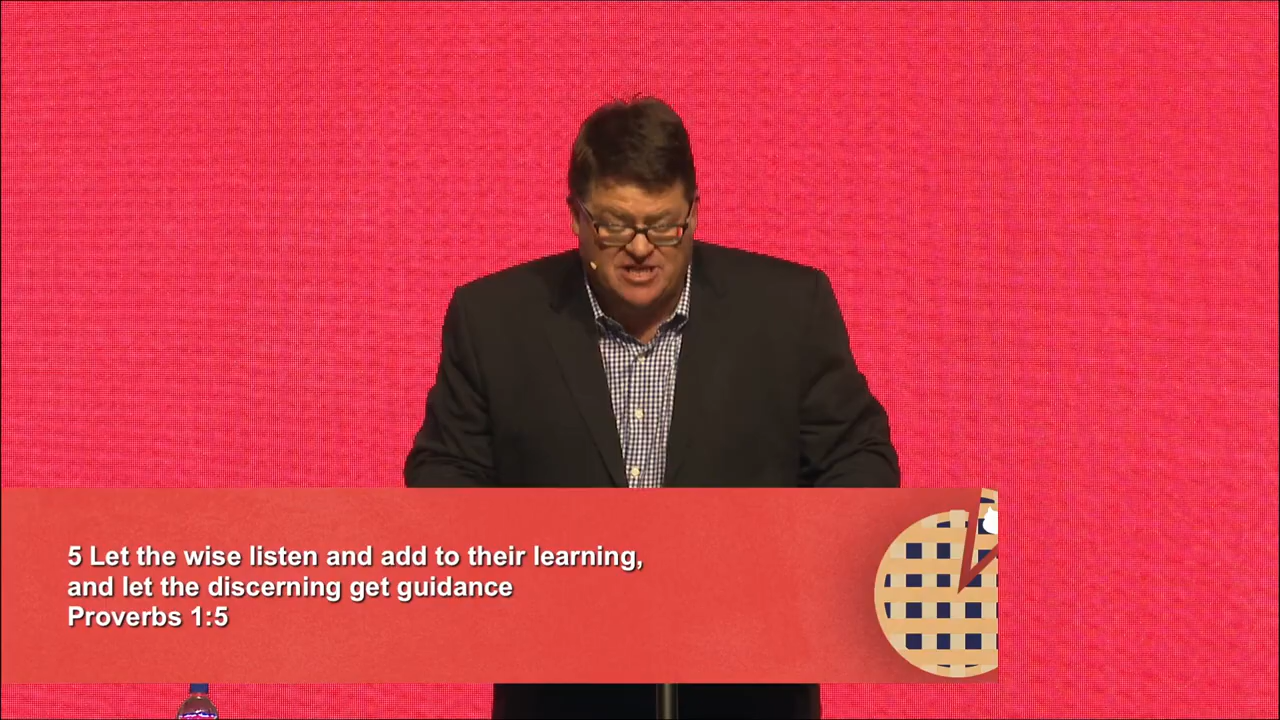 5 Let the wise listen and add to their learning,
and let the discerning get guidance
Proverbs 1:5